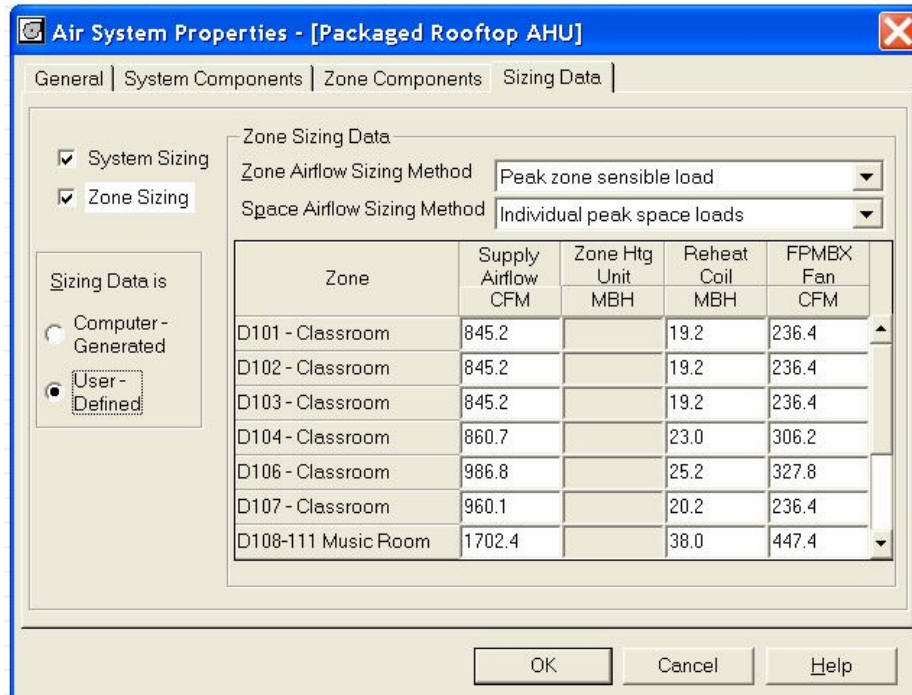 Air System Properties - [Packaged Rooftop AHU]
General System Components Zone Components Sizing Data
System Sizing
Zone Sizing
Sizing Data is
Computer-
Generated
User-
Defined
Zone Sizing Data
Zone Airflow Sizing Method Peak zone sensible load
Space Airflow Sizing Method Individual peak space loads
Zone Supply Airflow CFM Zone Htg Unit MBH Reheat Coil MBH FPMBX Fan CFM
D101 - Classroom 845.2 19.2 236.4
D102 - Classroom 845.2 19.2 236.4
D103 - Classroom 845.2 19.2 236.4
D104 - Classroom 860.7 23.0 306.2
D106 - Classroom 986.8 25.2 327.8
D107 - Classroom 960.1 20.2 236.4
D108-111 Music Room 1702.4 38.0 447.4
OK Cancel Help